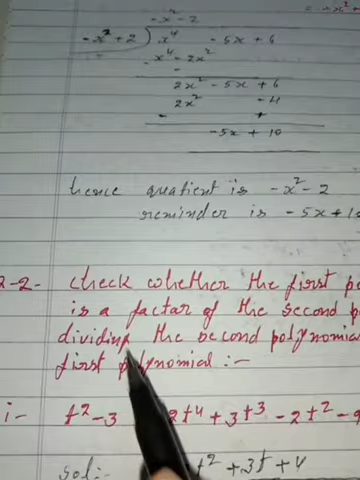 -x² - 2
-x² + 2 ) x⁴ - 5x + 6
x⁴ - 2x²
-
2x² - 5x + 6
2x² - 4
- +
-5x + 10
hence quatient is -x² - 2
reminder is -5x + 10
2-2- check whether the first
is a factor of the second
dividing the second polynomial
first polynomial :-
i- t² - 3 2t⁴ + 3t³ - 2t² - 9
sol:- t² + 3t + 4